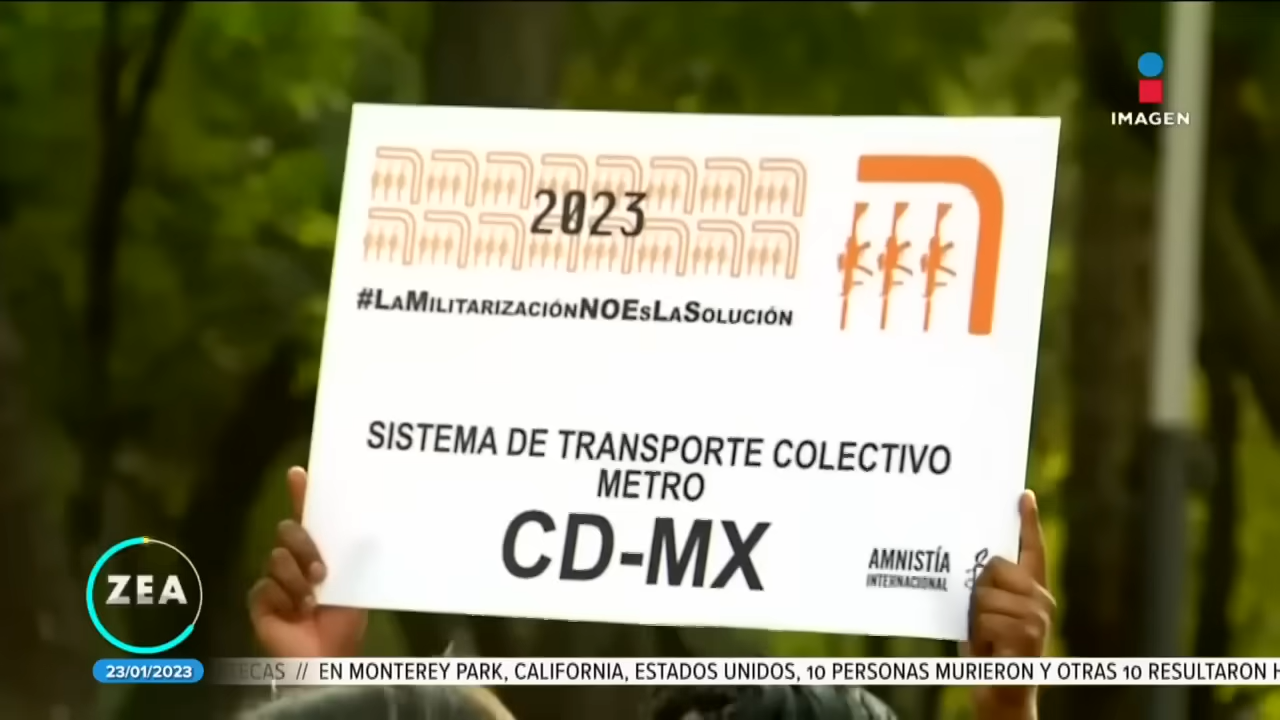 IMAGEN
2023
#LAMILITARIZACIÓNNOESLASOLUCIÓN
SISTEMA DE TRANSPORTE COLECTIVO
METRO
CD-MX
AMNISTÍA
INTERNACIONAL
ZEA
23/01/2023
TECAS // EN MONTEREY PARK, CALIFORNIA, ESTADOS UNIDOS, 10 PERSONAS MURIERON Y OTRAS 10 RESULTARON H